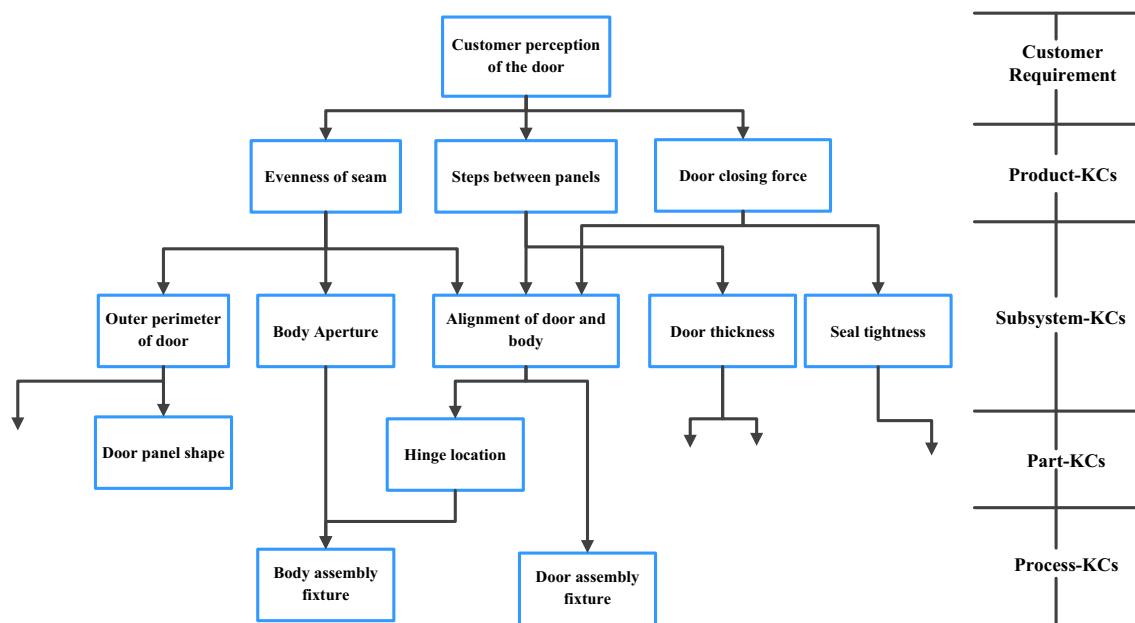 Customer perception
of the door
Customer
Requirement
Evenness of seam
Steps between panels
Door closing force
Product-KCs
Outer perimeter
of door
Body Aperture
Alignment of door and
body
Door thickness
Seal tightness
Subsystem-KCs
Door panel shape
Hinge location
Part-KCs
Body assembly
fixture
Door assembly
fixture
Process-KCs